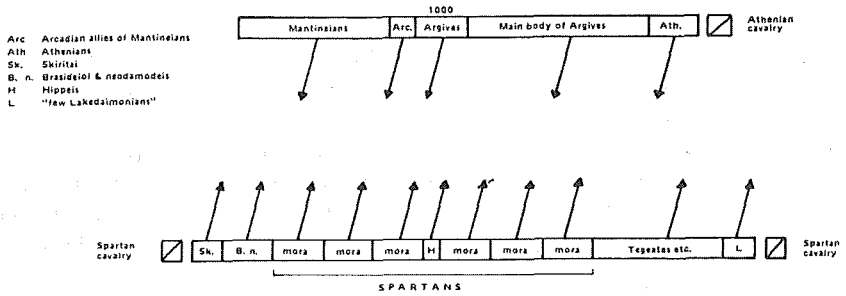 Arc Arcadian allies of Mantineians
Ath Athenians
Sk. Skiritai
B. n. Brasideioi & neodamodeis
H Hippeis
L "few Lakedaimonians"
1000
Mantineians Arc. Argives Main body of Argives Ath.
Athenian
cavalry
Spartan
cavalry
Sk. B. n. mora mora mora H mora mora mora Tegeates etc. L
Spartan
cavalry
SPARTANS